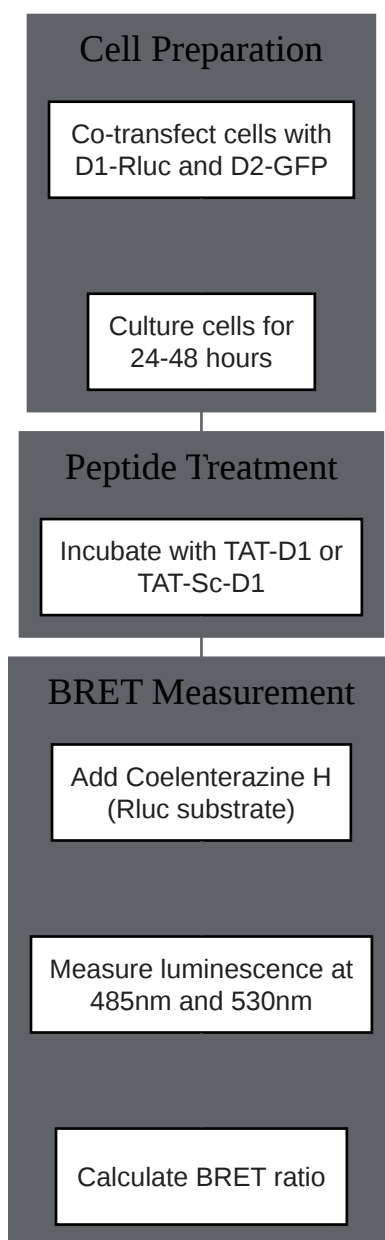 Cell Preparation
Co-transfect cells with
D1-Rluc and D2-GFP
Culture cells for
24-48 hours
Peptide Treatment
Incubate with TAT-D1 or
TAT-Sc-D1
BRET Measurement
Add Coelenterazine H
(Rluc substrate)
Measure luminescence at
485nm and 530nm
Calculate BRET ratio